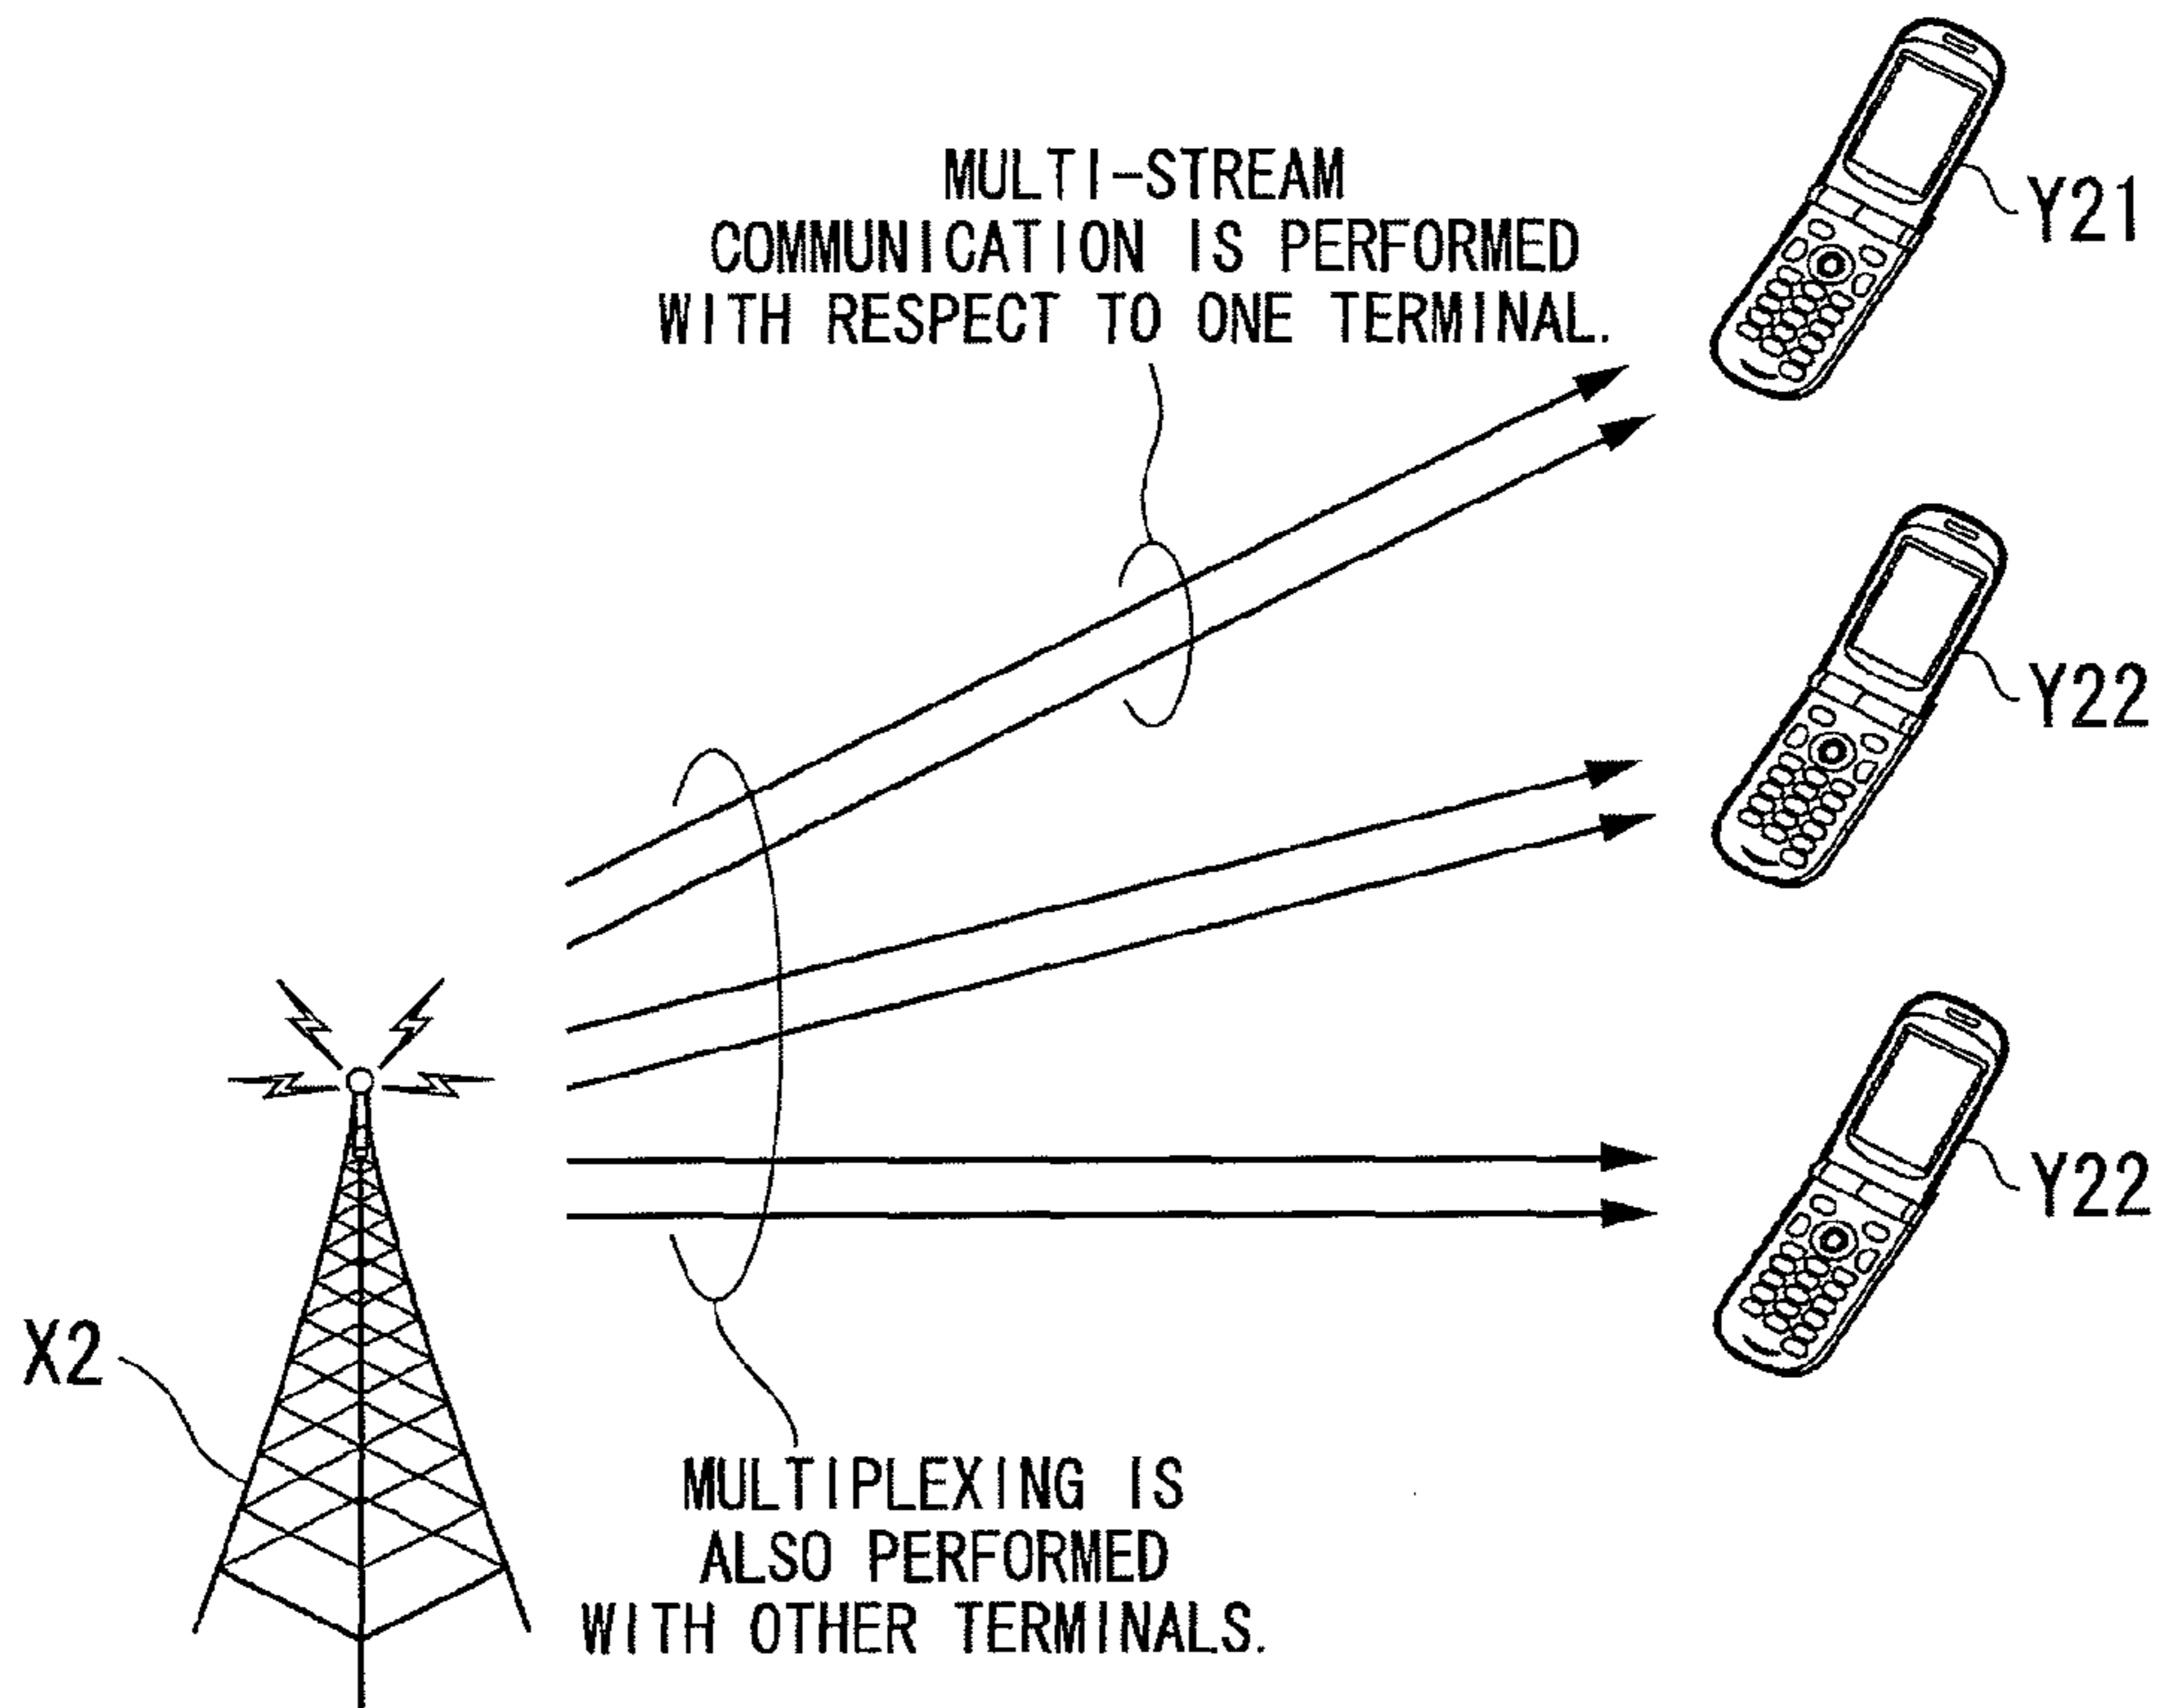 MULTI-STREAM
COMMUNICATION IS PERFORMED
WITH RESPECT TO ONE TERMINAL.
Y21
Y22
Y22
X2
MULTIPLEXING IS
ALSO PERFORMED
WITH OTHER TERMINALS.